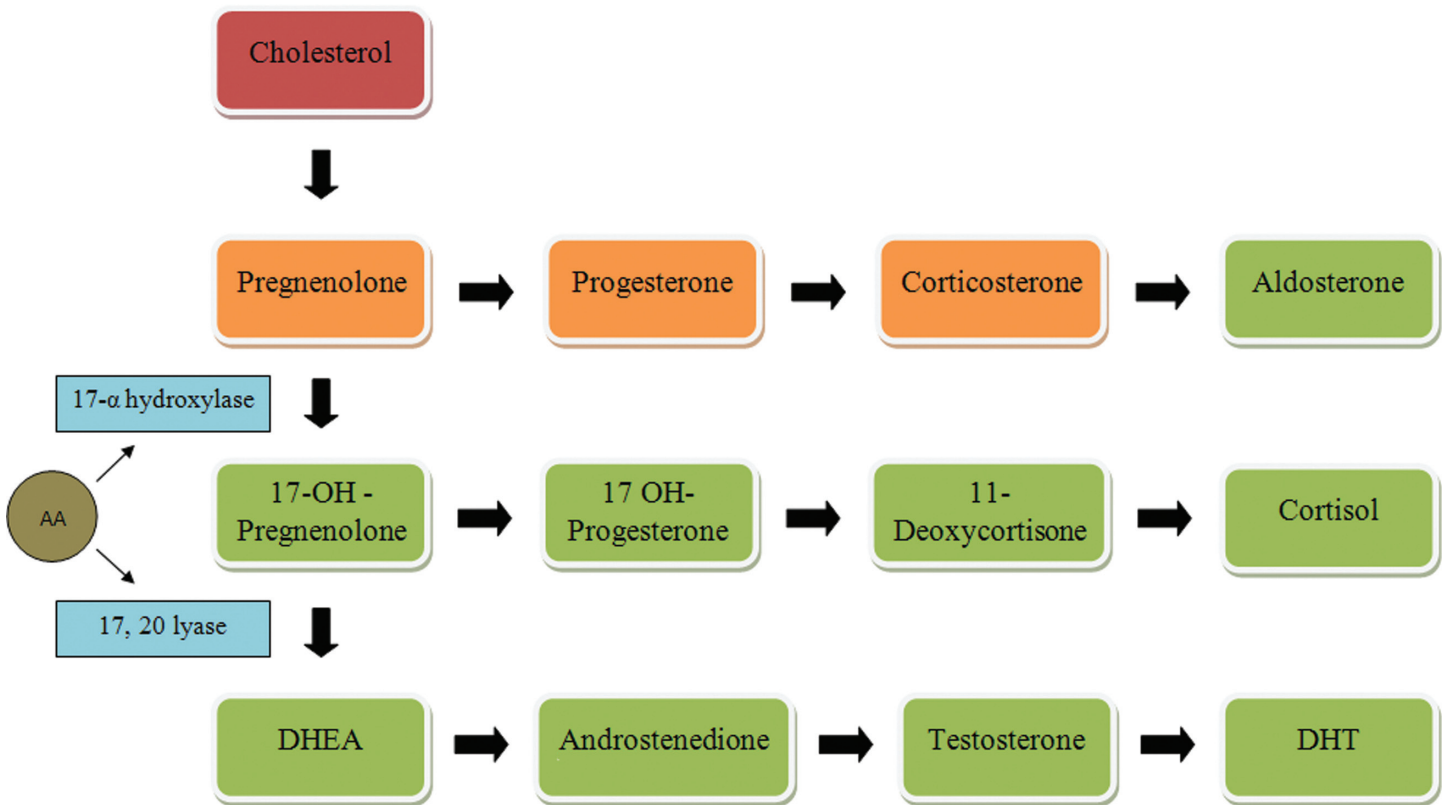 Cholesterol
Pregnenolone
Progesterone
Corticosterone
Aldosterone
17-α hydroxylase
AA
17-OH -
Pregnenolone
17 OH-
Progesterone
11-
Deoxycortisone
Cortisol
17, 20 lyase
DHEA
Androstenedione
Testosterone
DHT